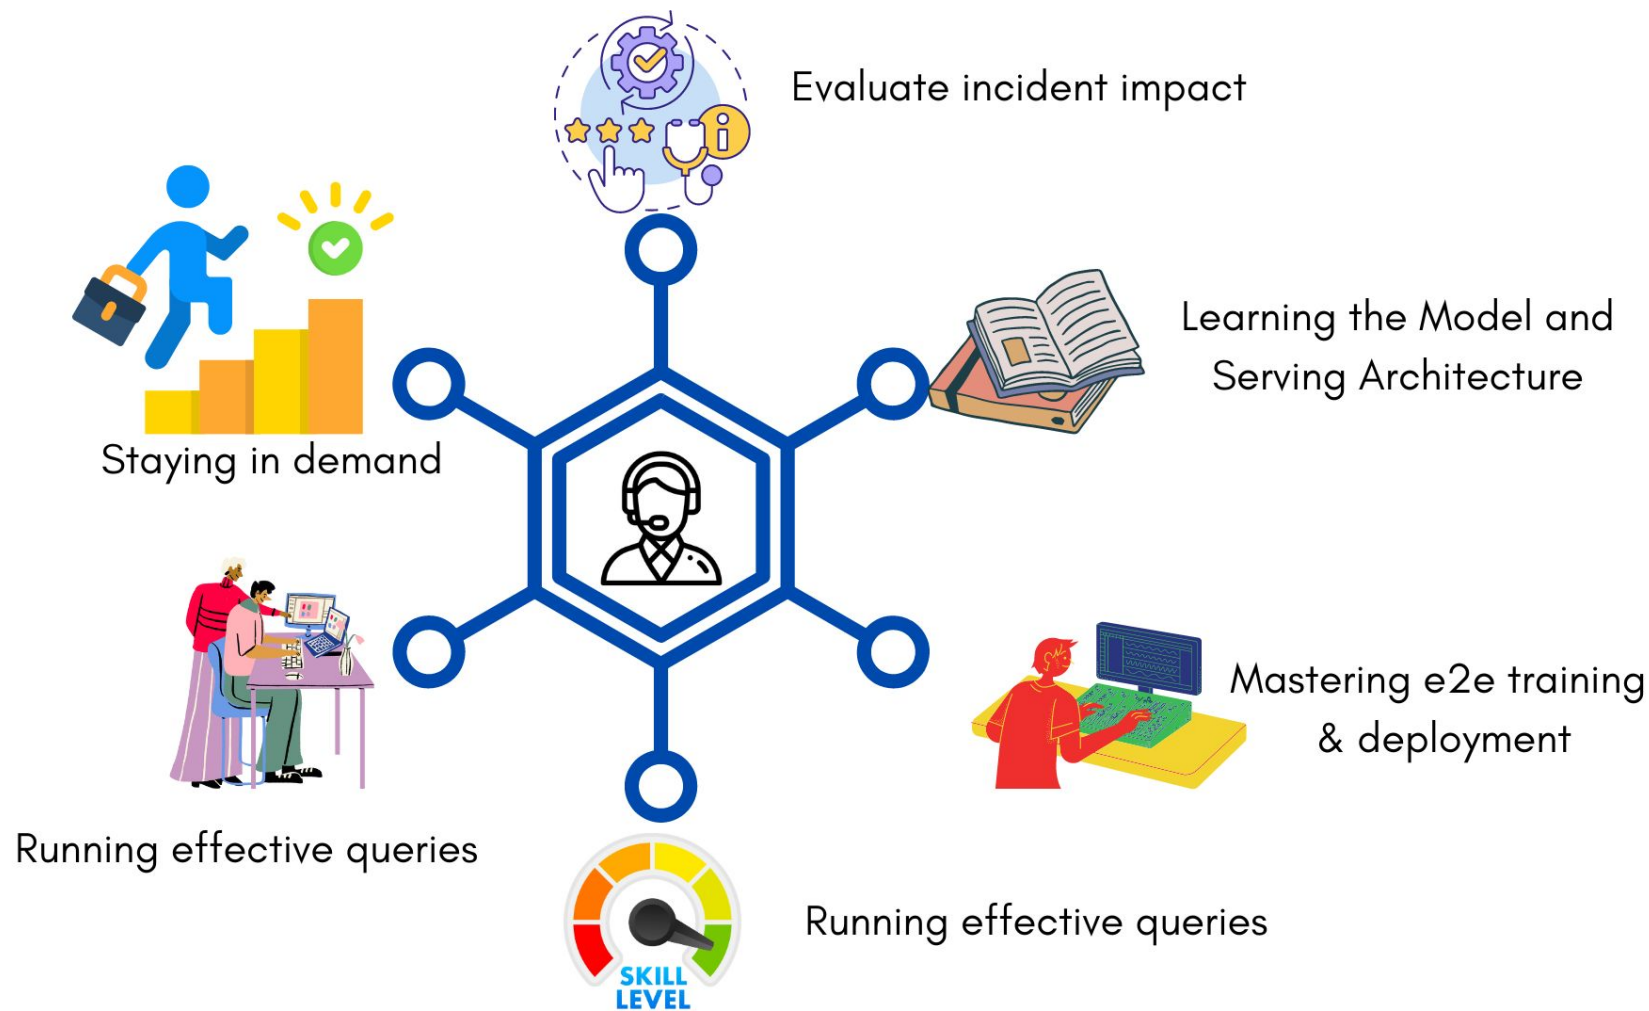 Evaluate incident impact
Learning the Model and
Serving Architecture
Staying in demand
Mastering e2e training
& deployment
Running effective queries
Running effective queries
SKILL
LEVEL